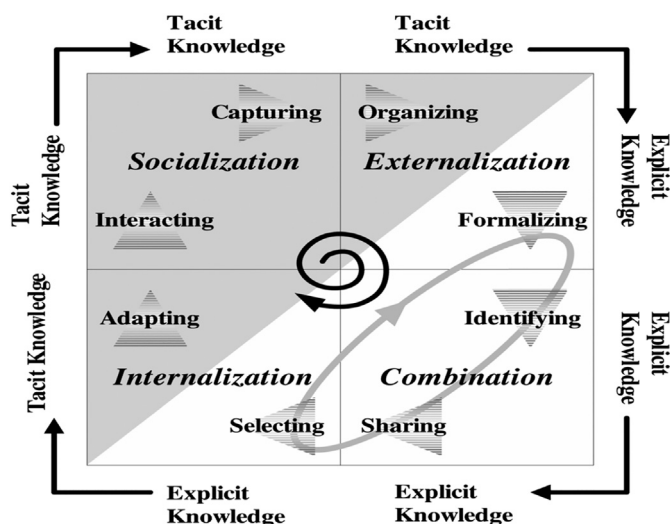 Tacit
Knowledge
Tacit
Knowledge
Capturing
Organizing
Socialization
Externalization
Tacit
Knowledge
Explicit
Knowledge
Interacting
Formalizing
Adapting
Identifying
Tacit Knowledge
Explicit
Knowledge
Internalization
Combination
Selecting
Sharing
Explicit
Knowledge
Explicit
Knowledge